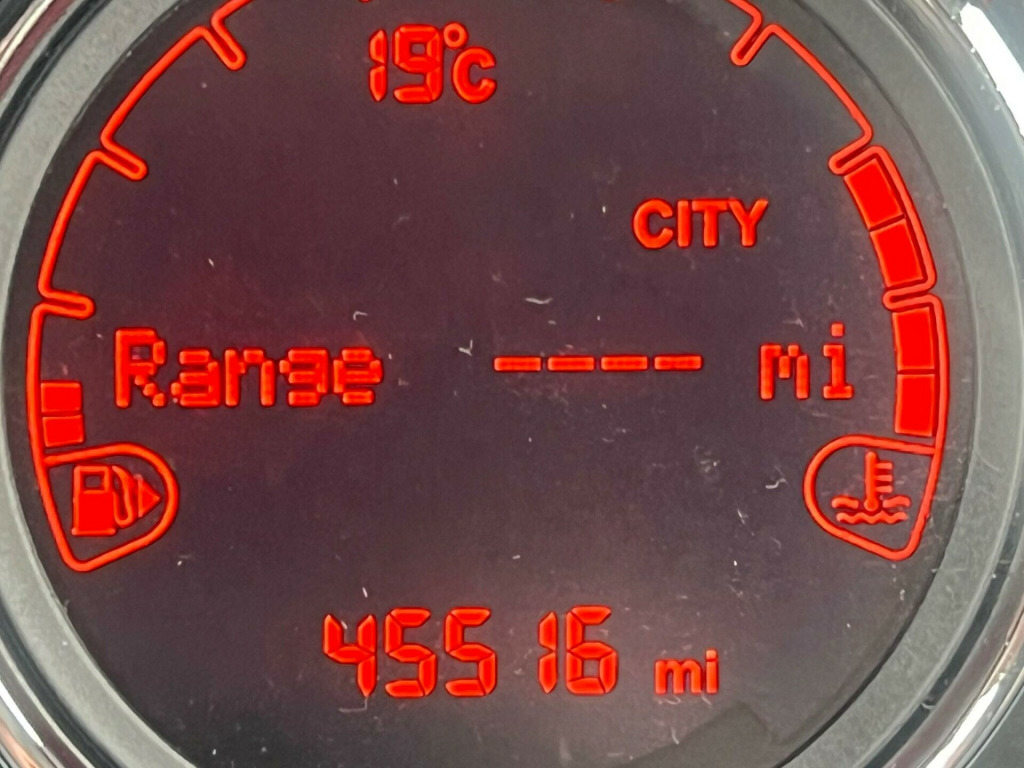 19°C
CITY
Range ---- mi
45516 mi